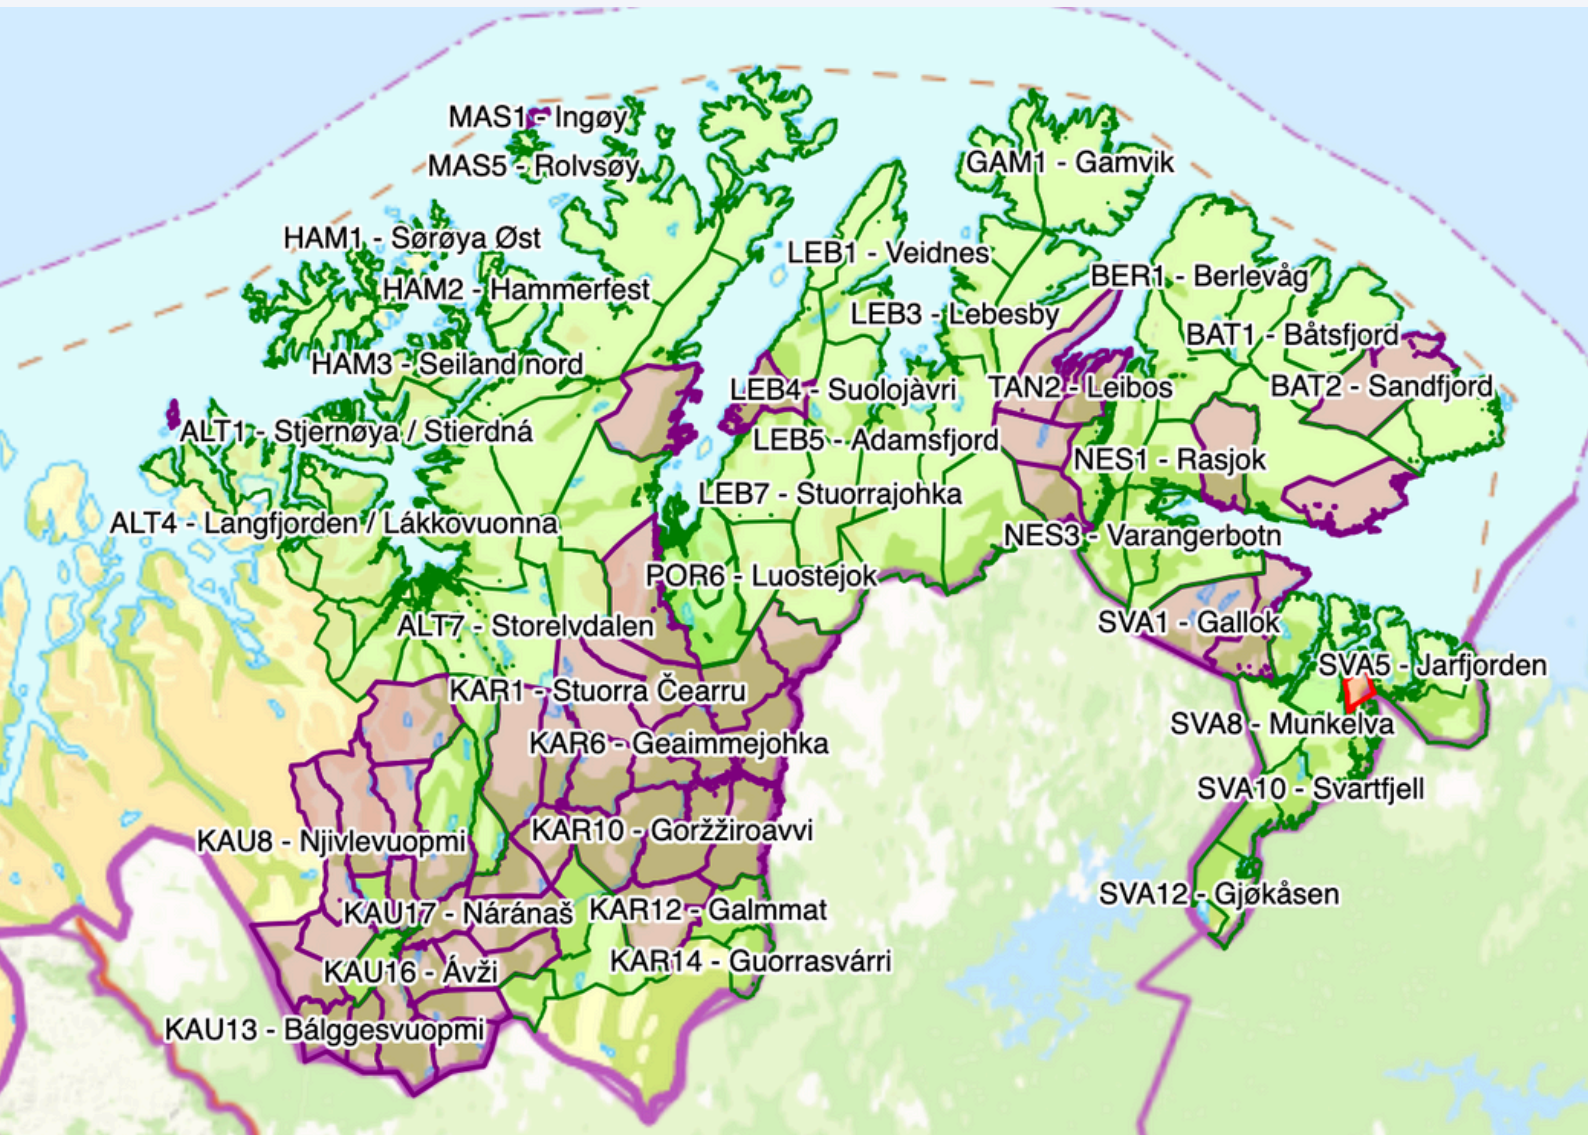 MAS1 - Ingøy
MAS5 - Rolvsøy
GAM1 - Gamvik
HAM1 - Sørøya Øst
LEB1 - Veidnes
HAM2 - Hammerfest
BER1 - Berlevåg
LEB3 - Lebesby
BAT1 - Båtsfjord
HAM3 - Seiland nord
LEB4 - Suolojàvri
TAN2 - Leibos
BAT2 - Sandfjord
ALT1 - Stjernøya / Stierdná
LEB5 - Adamsfjord
NES1 - Rasjok
LEB7 - Stuorrajohka
ALT4 - Langfjorden / Lákkovuonna
NES3 - Varangerbotn
POR6 - Luostejok
ALT7 - Storelvdalen
SVA1 - Gallok
SVA5 - Jarfjorden
KAR1 - Stuorra Čearru
SVA8 - Munkelva
KAR6 - Geaimmejohka
SVA10 - Svartfjell
KAR10 - Goržžiroavvi
KAU8 - Njivlevuopmi
SVA12 - Gjøkåsen
KAU17 - Náránaš
KAR12 - Galmmat
KAR14 - Guorrasvárri
KAU16 - Ávži
KAU13 - Bálggesvuopmi